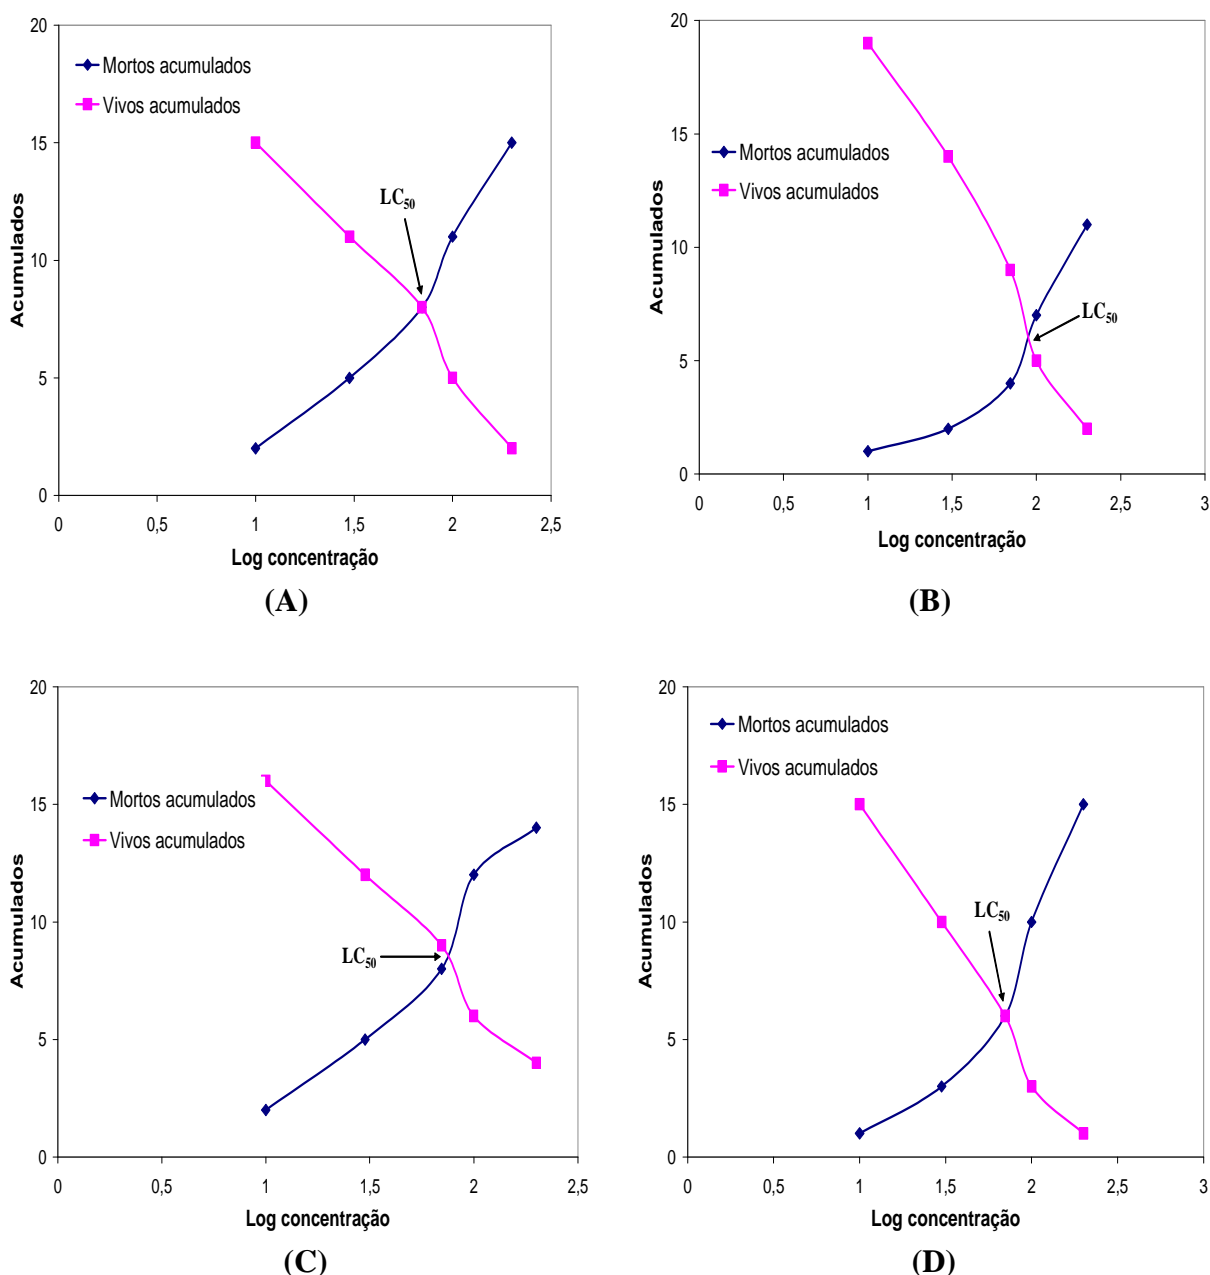 20
15
10
5
0
Acumulados
Mortos acumulados
Vivos acumulados
LC50
0 0,5 1 1,5 2 2,5
Log concentração
(A)
20
15
10
5
0
Acumulados
Mortos acumulados
Vivos acumulados
LC50
0 0,5 1 1,5 2 2,5 3
Log concentração
(B)
20
15
10
5
0
Acumulados
Mortos acumulados
Vivos acumulados
LC50
0 1 1,5 2 2,5
Log concentração
(C)
20
15
10
5
0
Acumulados
Mortos acumulados
Vivos acumulados
LC50
0 0,5 1 1,5 2 2,5 3
Log concentração
(D)